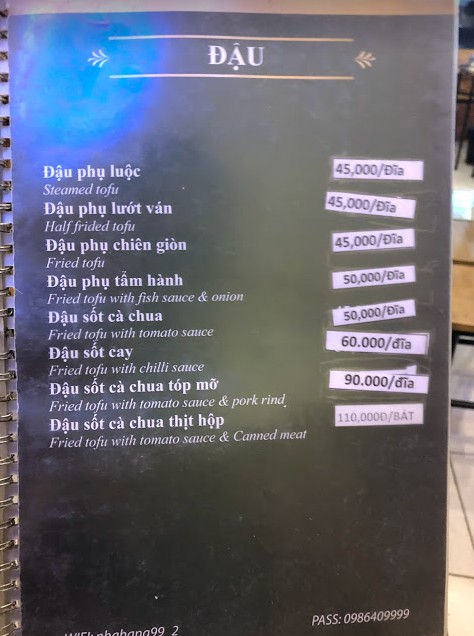 ĐẬU
Đậu phụ luộc 45,000/Đĩa
Steamed tofu
Đậu phụ lướt ván 45,000/Đĩa
Half frided tofu
Đậu phụ chiên giòn 45,000/Đĩa
Fried tofu
Đậu phụ tẩm hành 50,000/Đĩa
Fried tofu with fish sauce & onion
Đậu sốt cà chua 50,000/Đĩa
Fried tofu with tomato sauce
Đậu sốt cay 60.000/đĩa
Fried tofu with chilli sauce
Đậu sốt cà chua tóp mỡ 90.000/đĩa
Fried tofu with tomato sauce & pork rind
Đậu sốt cà chua thịt hộp 110,000Đ/BÁT
Fried tofu with tomato sauce & Canned meat
WIFI: nhahang99_2 PASS: 0986409999